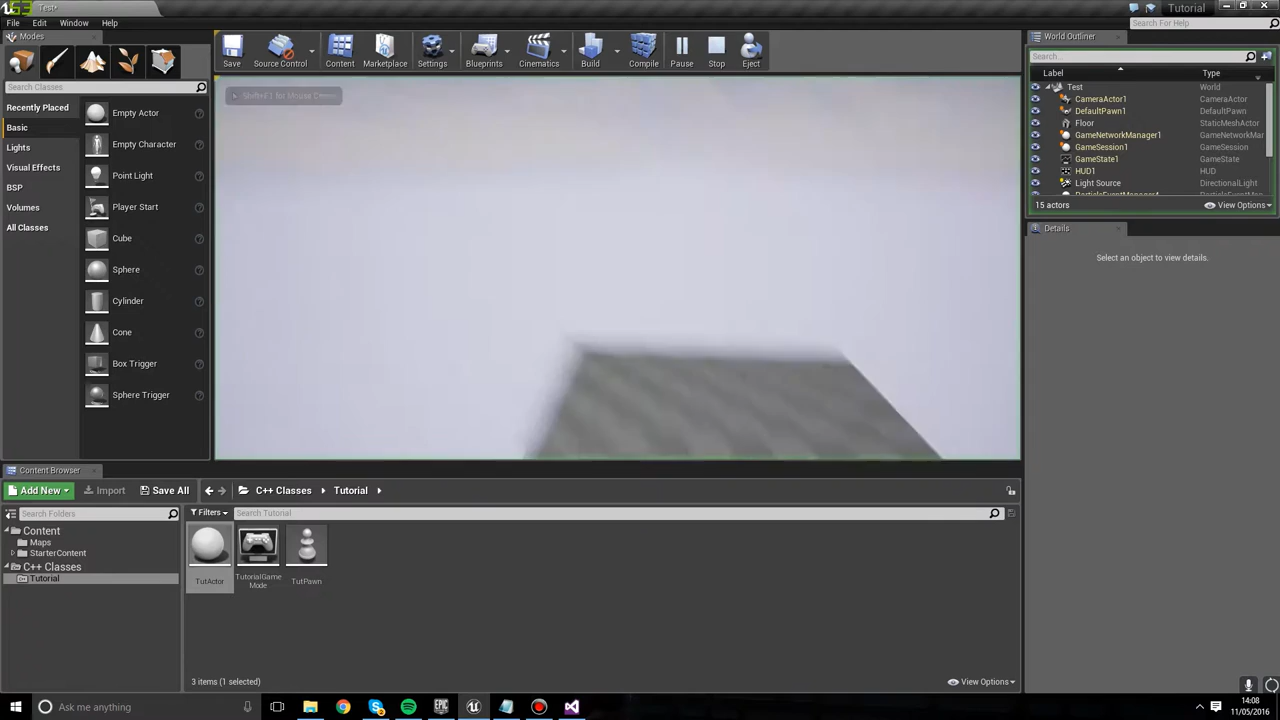 Test*
Tutorial
File Edit Window Help
Search For Help
Modes
Save
Source Control
Content
Marketplace
Settings
Blueprints
Cinematics
Build
Compile
Pause
Stop
Eject
World Outliner
Search Classes
Search...
Label Type
Recently Placed
Basic
Lights
Visual Effects
BSP
Volumes
All Classes
Empty Actor
Empty Character
Point Light
Player Start
Cube
Sphere
Cylinder
Cone
Box Trigger
Sphere Trigger
Test World
CameraActor1 CameraActor
DefaultPawn1 DefaultPawn
Floor StaticMeshActor
GameNetworkManager1 GameNetworkMar
GameSession1 GameSession
GameState1 GameState
HUD1 HUD
Light Source DirectionalLight
15 actors View Options
Details
Select an object to view details.
Content Browser
Add New Import Save All C++ Classes Tutorial
Search Folders
Filters Search Tutorial
Content
Maps
StarterContent
C++ Classes
Tutorial
TutActor
TutorialGame
Mode
TutPawn
3 items (1 selected) View Options
Ask me anything
14:08
11/05/2016